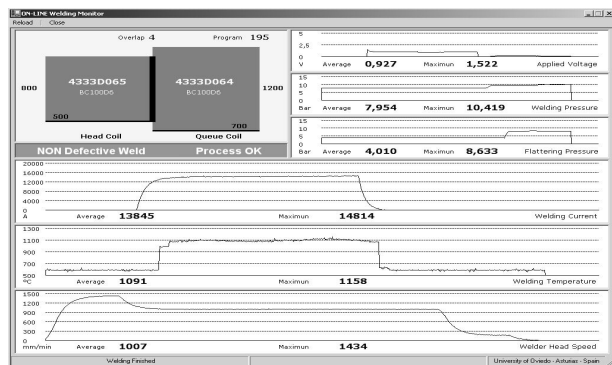 ON-LINE Welding Monitor
Reload Close
Overlap 4 Program 195
800 4333D065 4333D064 1200
BC100D6 BC100D6
500 700
Head Coil Queue Coil
NON Defective Weld Process OK
5
2,5
0
V Average 0,927 Maximun 1,522 Applied Voltage
15
10
5
0
Bar Average 7,954 Maximun 10,419 Welding Pressure
15
10
5
0
Bar Average 4,010 Maximun 8,633 Flattering Pressure
20000
16000
12000
8000
4000
0
A Average 13845 Maximun 14814 Welding Current
1300
1100
900
700
500
ºC Average 1091 Maximun 1158 Welding Temperature
1500
1200
900
600
300
0
mm/min Average 1007 Maximun 1434 Welder Head Speed
Welding Finished University of Oviedo - Asturias - Spain